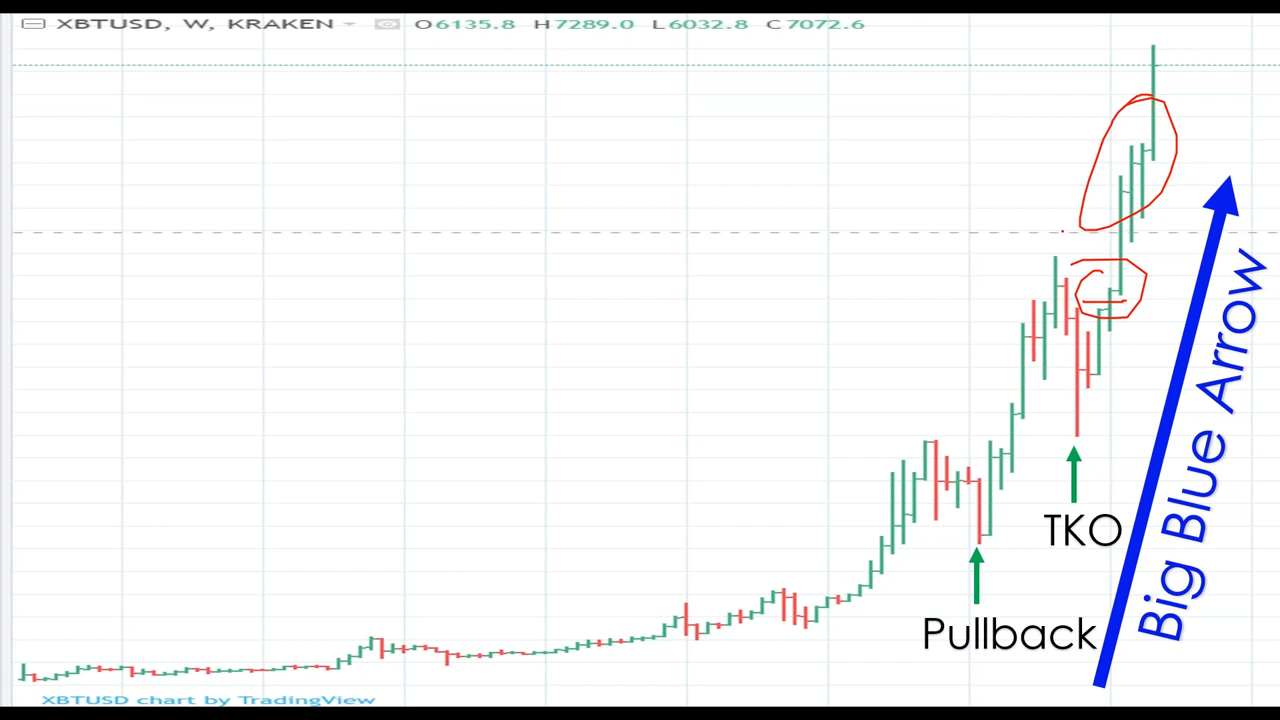 XBTUSD, W, KRAKEN O6135.8 H7289.0 L6032.8 C7072.6
TKO
Pullback
Big Blue Arrow
XBTUSD chart by TradingView